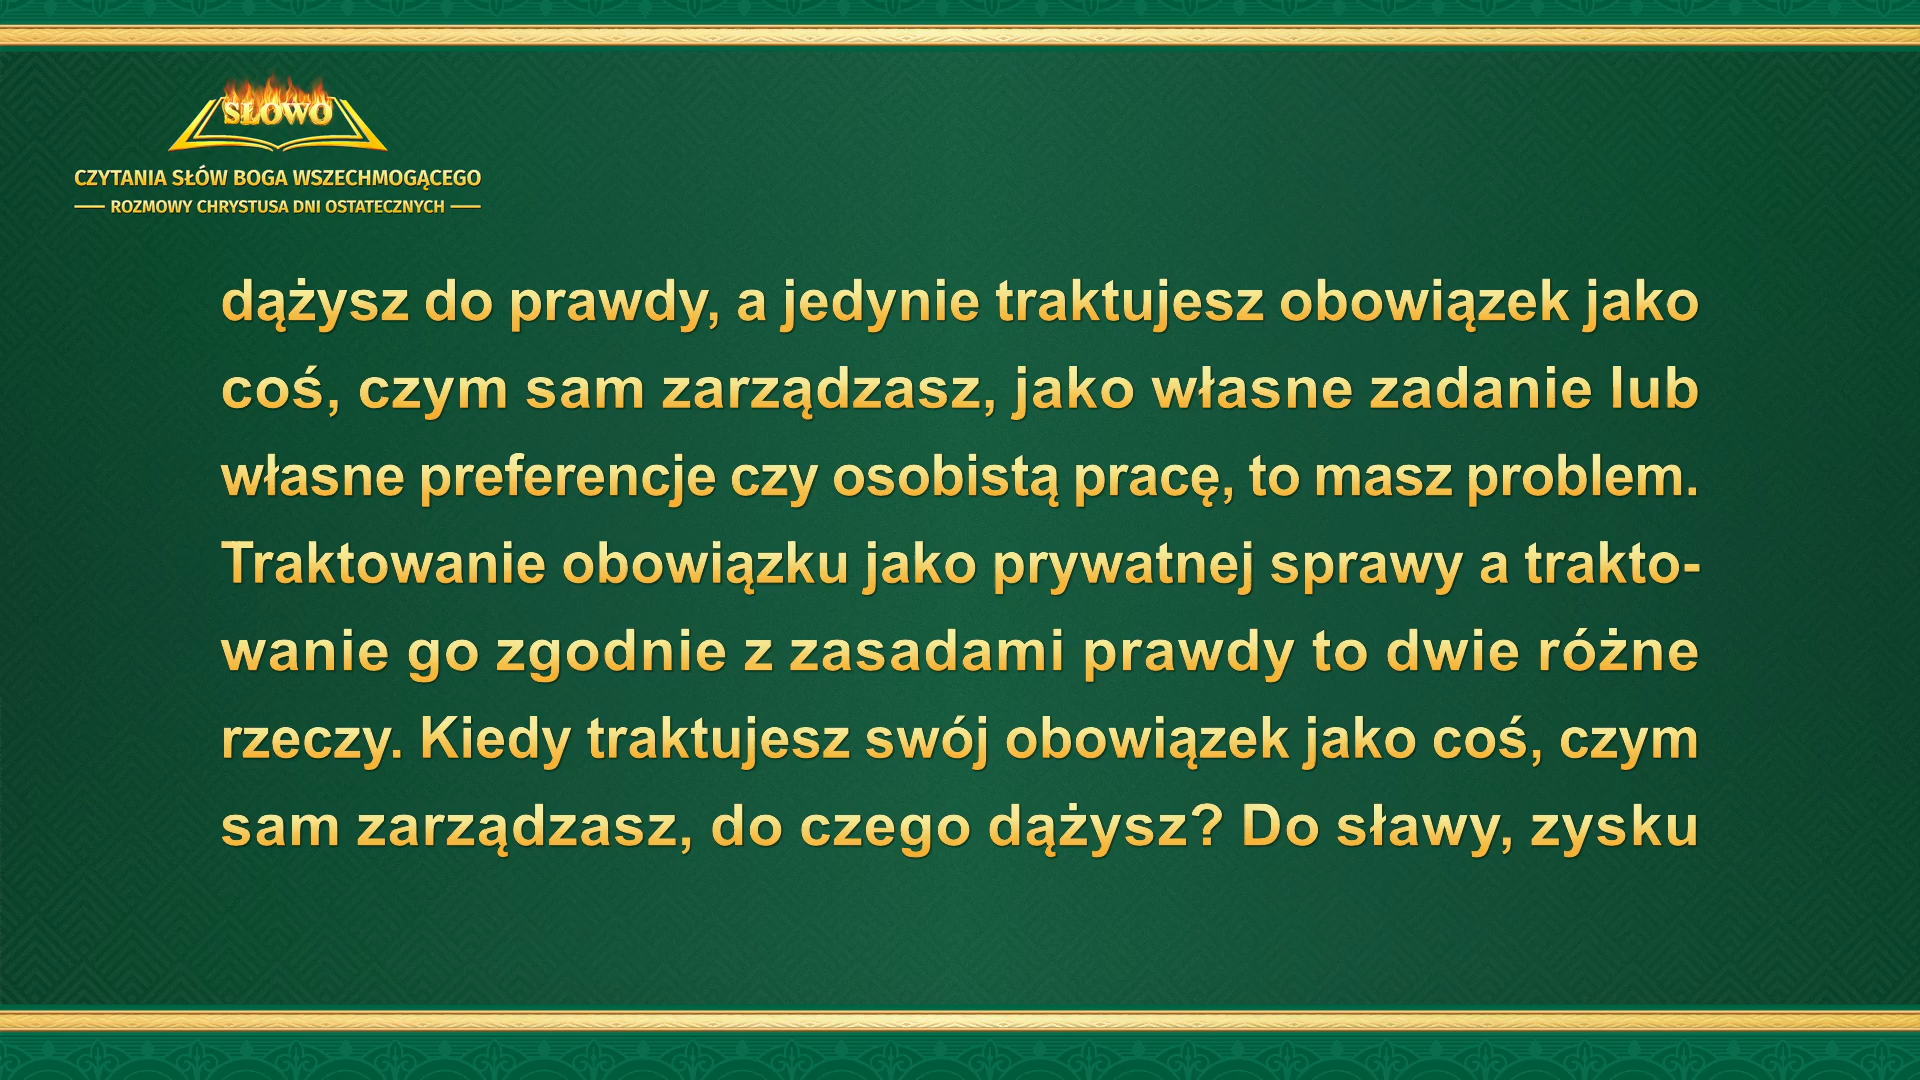 SŁOWO
CZYTANIA SŁÓW BOGA WSZECHMOGĄCEGO
ROZMOWY CHRYSTUSA DNI OSTATECZNYCH
dążysz do prawdy, a jedynie traktujesz obowiązek jako
coś, czym sam zarządzasz, jako własne zadanie lub
własne preferencje czy osobistą pracę, to masz problem.
Traktowanie obowiązku jako prywatnej sprawy a trakto-
wanie go zgodnie z zasadami prawdy to dwie różne
rzeczy. Kiedy traktujesz swój obowiązek jako coś, czym
sam zarządzasz, do czego dążysz? Do sławy, zysku